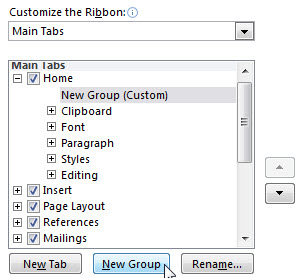 Customize the Ribbon:
Main Tabs
Main Tabs
Home
New Group (Custom)
Clipboard
Font
Paragraph
Styles
Editing
Insert
Page Layout
References
Mailings
New Tab New Group Rename...